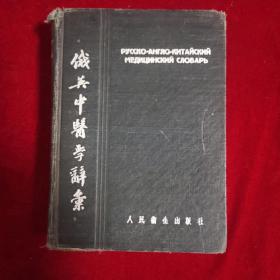 俄英中醫學辭彙
РУССКО-АНГЛО-КИТАЙСКИЙ
МЕДИЦИНСКИЙ СЛОВАРЬ
人民衛生出版社